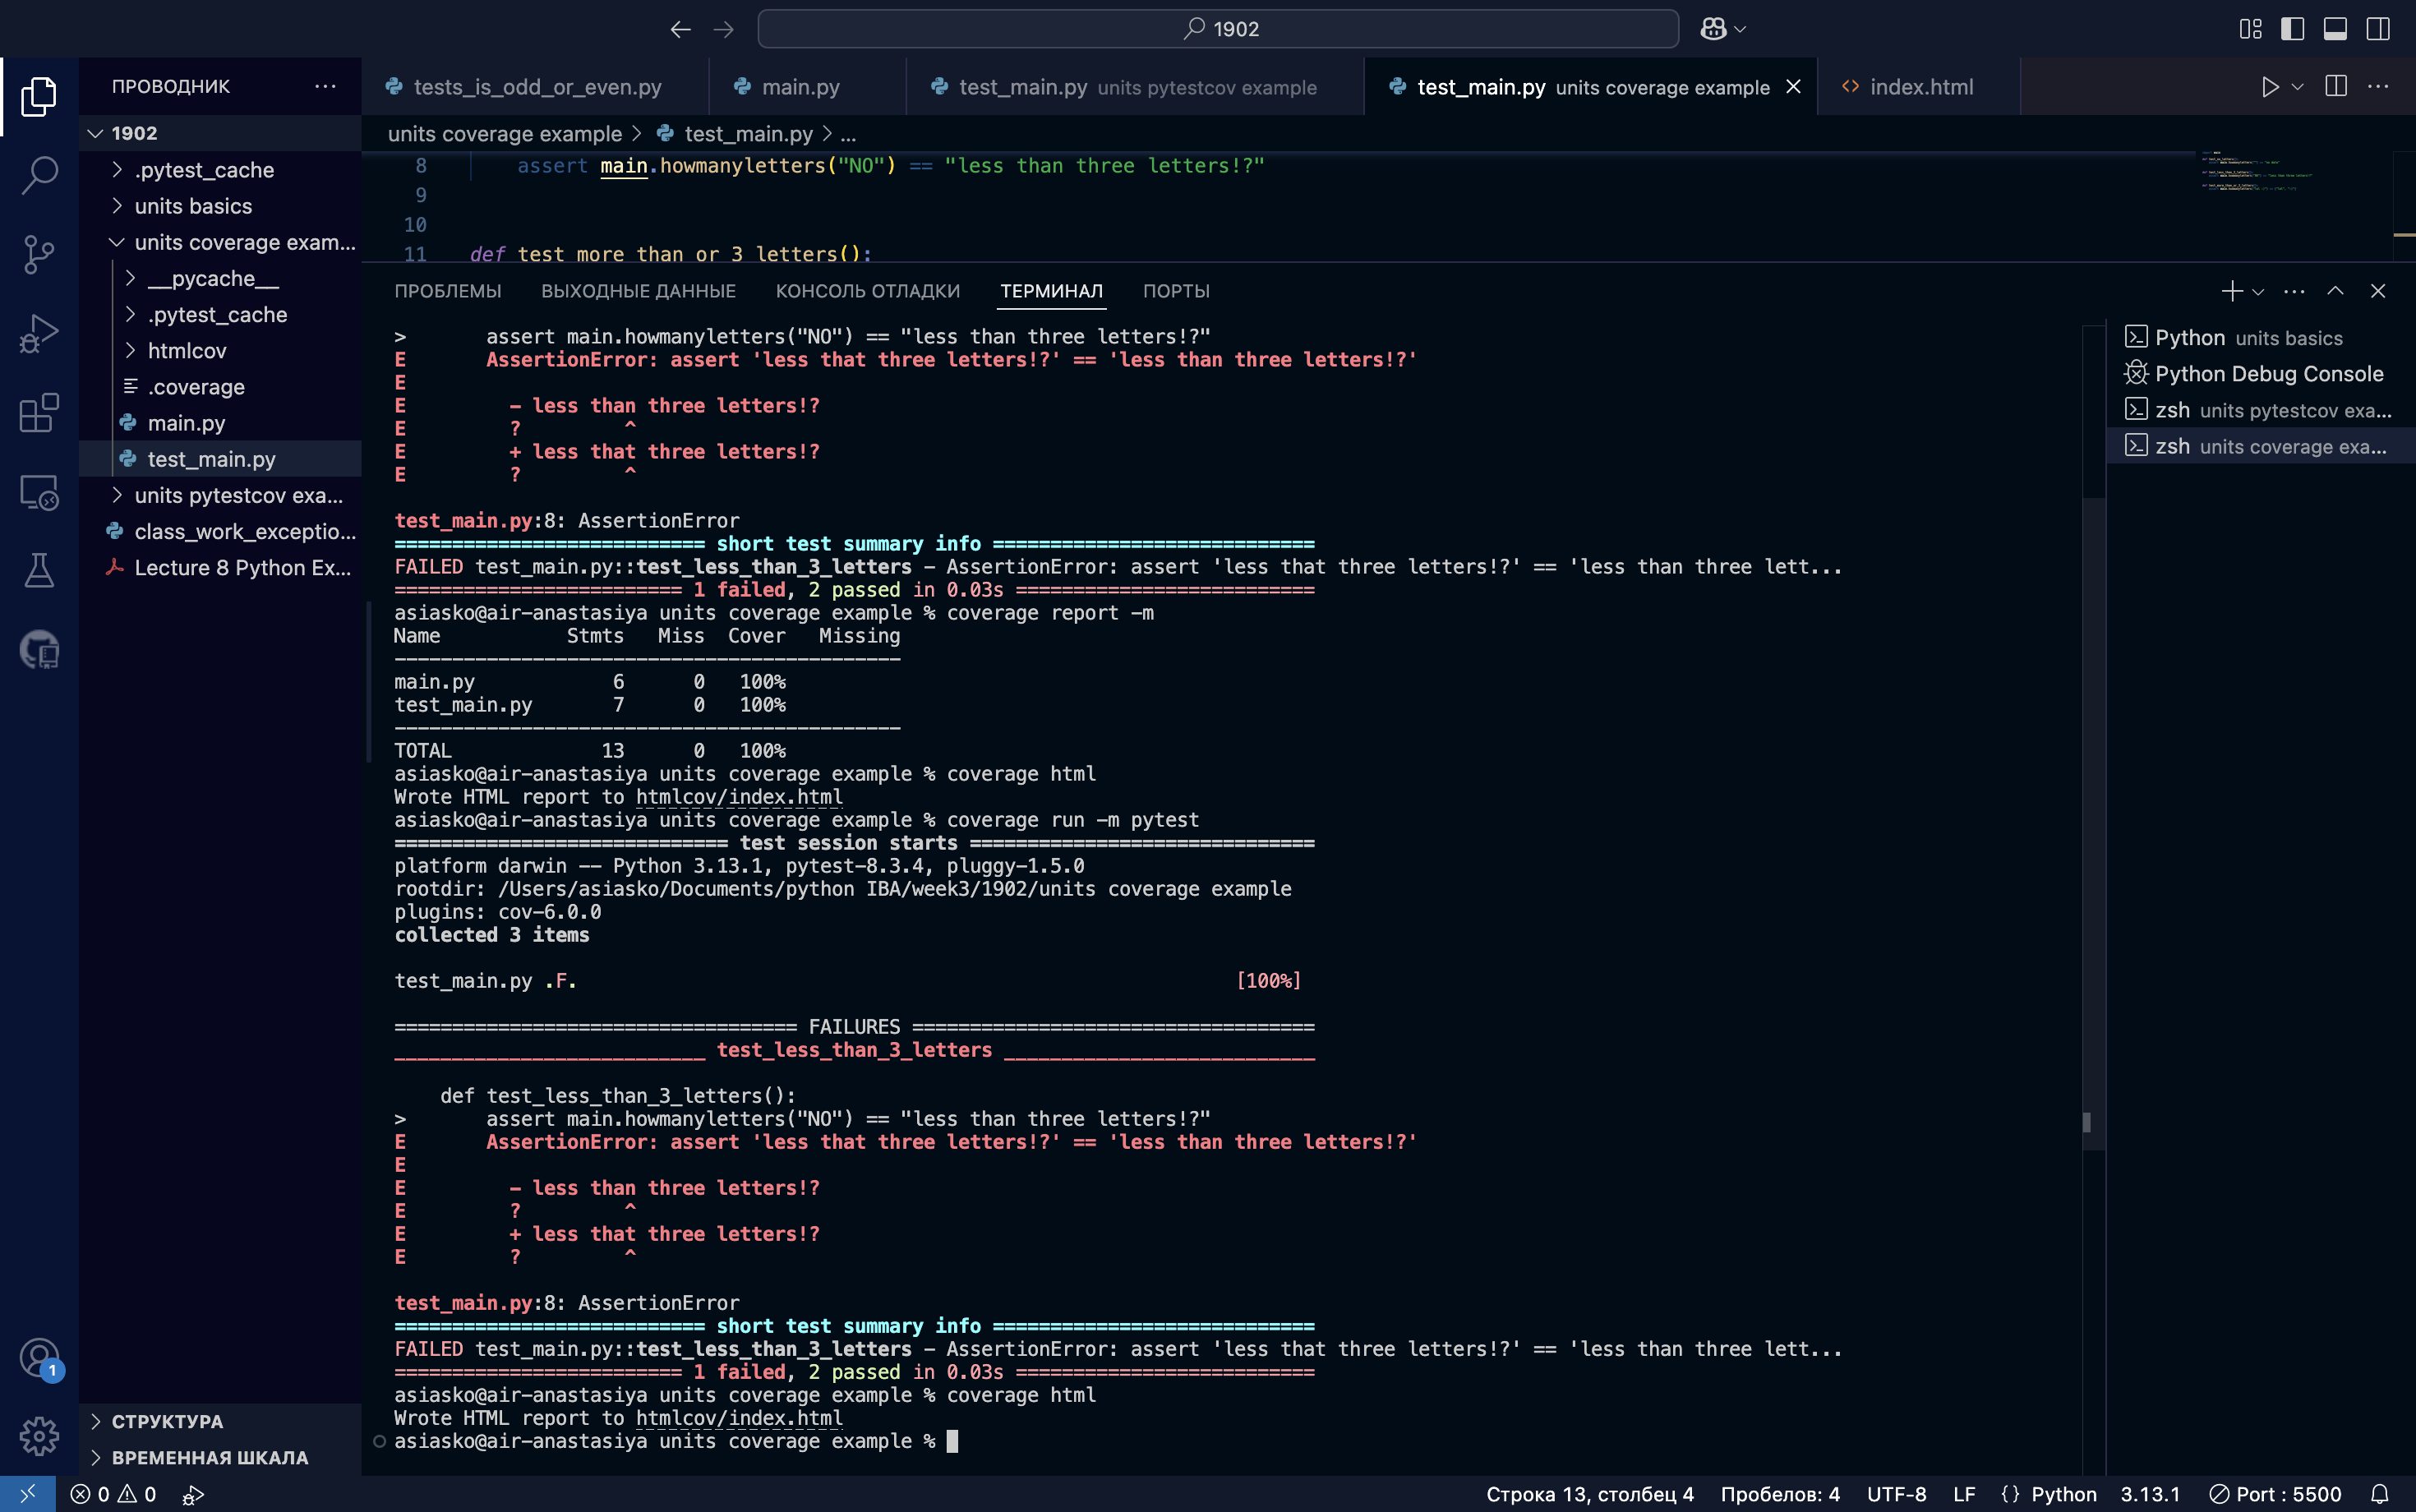 1902
ПРОВОДНИК
tests_is_odd_or_even.py
main.py
test_main.py units pytestcov example
test_main.py units coverage example
index.html
1902
.pytest_cache
units basics
units coverage exam...
__pycache__
.pytest_cache
htmlcov
.coverage
main.py
test_main.py
units pytestcov exa...
class_work_exceptio...
Lecture 8 Python Ex...
СТРУКТУРА
ВРЕМЕННАЯ ШКАЛА
units coverage example > test_main.py > ...
8 assert main.howmanyletters("NO") == "less than three letters!?"
9
10
11 def test_more_than_or_3_letters():
ПРОБЛЕМЫ ВЫХОДНЫЕ ДАННЫЕ КОНСОЛЬ ОТЛАДКИ ТЕРМИНАЛ ПОРТЫ
> assert main.howmanyletters("NO") == "less than three letters!?"
E AssertionError: assert 'less that three letters!?' == 'less than three letters!?'
E
E - less than three letters!?
E ? ^
E + less that three letters!?
E ? ^
test_main.py:8: AssertionError
=========================== short test summary info ============================
FAILED test_main.py::test_less_than_3_letters - AssertionError: assert 'less that three letters!?' == 'less than three lett...
========================= 1 failed, 2 passed in 0.03s ==========================
asiasko@air-anastasiya units coverage example % coverage report -m
Name Stmts Miss Cover Missing
--------------------------------------------
main.py 6 0 100%
test_main.py 7 0 100%
--------------------------------------------
TOTAL 13 0 100%
asiasko@air-anastasiya units coverage example % coverage html
Wrote HTML report to htmlcov/index.html
asiasko@air-anastasiya units coverage example % coverage run -m pytest
============================= test session starts ==============================
platform darwin -- Python 3.13.1, pytest-8.3.4, pluggy-1.5.0
rootdir: /Users/asiasko/Documents/python IBA/week3/1902/units coverage example
plugins: cov-6.0.0
collected 3 items
test_main.py .F. [100%]
=================================== FAILURES ===================================
___________________________ test_less_than_3_letters ___________________________
def test_less_than_3_letters():
> assert main.howmanyletters("NO") == "less than three letters!?"
E AssertionError: assert 'less that three letters!?' == 'less than three letters!?'
E
E - less than three letters!?
E ? ^
E + less that three letters!?
E ? ^
test_main.py:8: AssertionError
=========================== short test summary info ============================
FAILED test_main.py::test_less_than_3_letters - AssertionError: assert 'less that three letters!?' == 'less than three lett...
========================= 1 failed, 2 passed in 0.03s ==========================
asiasko@air-anastasiya units coverage example % coverage html
Wrote HTML report to htmlcov/index.html
asiasko@air-anastasiya units coverage example %
Python units basics
Python Debug Console
zsh units pytestcov exa...
zsh units coverage exa...
1
0 0
Строка 13, столбец 4 Пробелов: 4 UTF-8 LF {} Python 3.13.1 Port : 5500